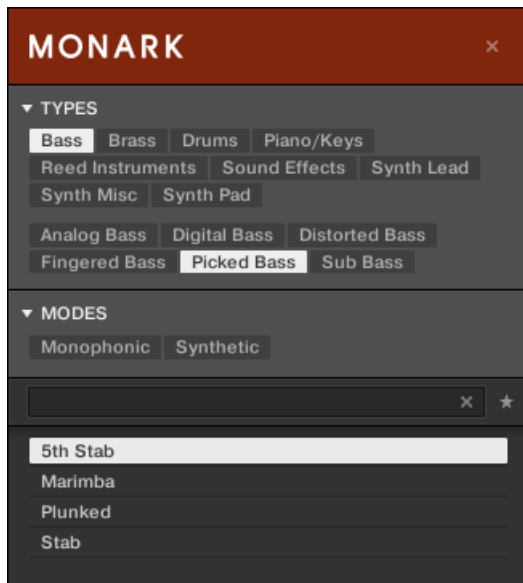 MONARK
TYPES
Bass Brass Drums Piano/Keys
Reed Instruments Sound Effects Synth Lead
Synth Misc Synth Pad
Analog Bass Digital Bass Distorted Bass
Fingered Bass Picked Bass Sub Bass
MODES
Monophonic Synthetic
5th Stab
Marimba
Plunked
Stab